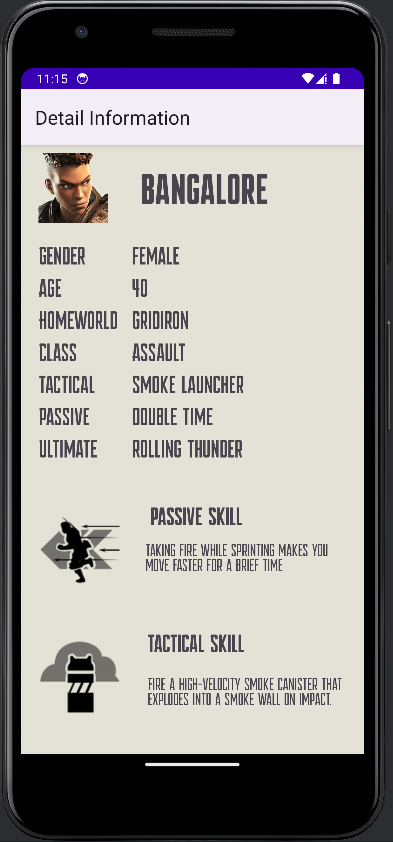 11:15
Detail Information
BANGALORE
GENDER FEMALE
AGE 40
HOMEWORLD GRIDIRON
CLASS ASSAULT
TACTICAL SMOKE LAUNCHER
PASSIVE DOUBLE TIME
ULTIMATE ROLLING THUNDER
PASSIVE SKILL
TAKING FIRE WHILE SPRINTING MAKES YOU
MOVE FASTER FOR A BRIEF TIME
TACTICAL SKILL
FIRE A HIGH-VELOCITY SMOKE CANISTER THAT
EXPLODES INTO A SMOKE WALL ON IMPACT.